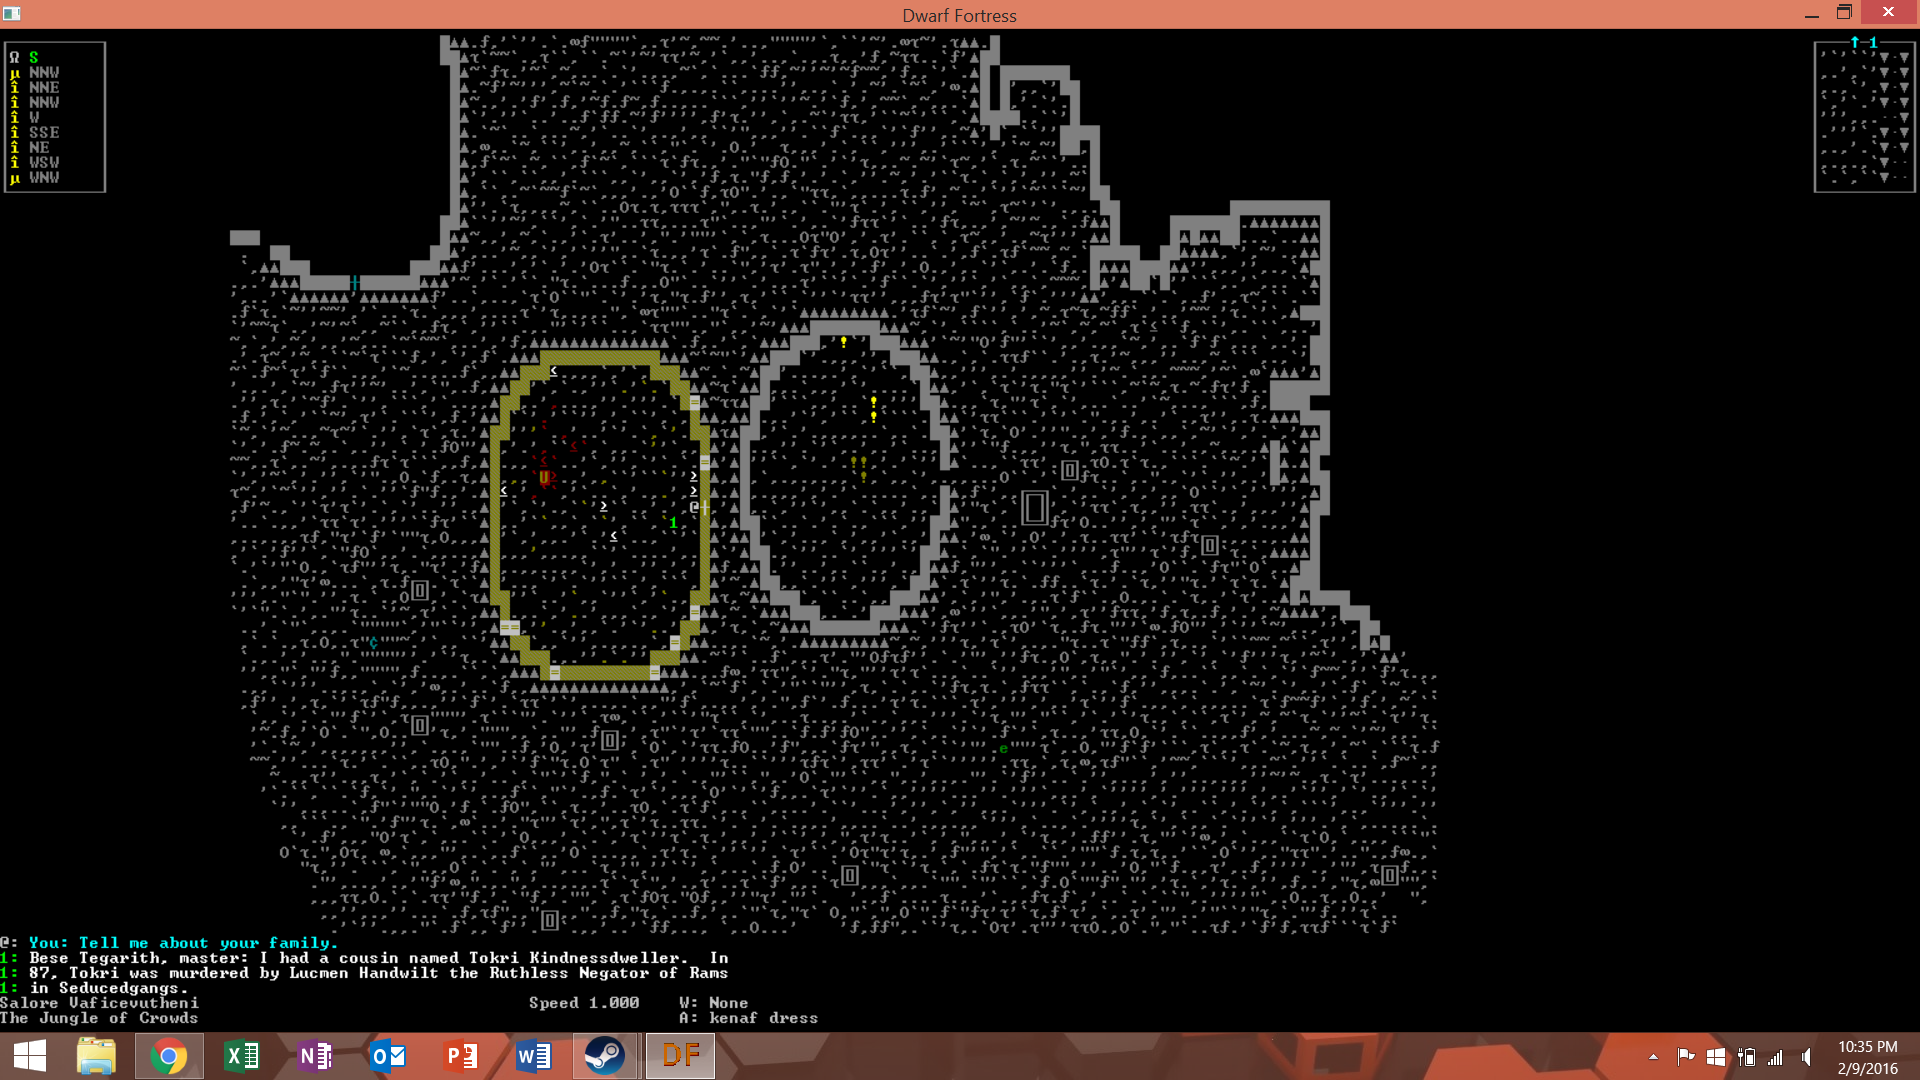 Dwarf Fortress
Ω S
µ NNW
î NNE
î NNW
î W
î SSE
î NE
î WSW
µ WNW
↑ 1
@: You: Tell me about your family.
1: Bese Tegarith, master: I had a cousin named Tokri Kindnessdweller. In
1: 87, Tokri was murdered by Lucmen Handwilt the Ruthless Negator of Rams
1: in Seducedgangs.
Salore Vaficevutheni Speed 1.000 W: None
The Jungle of Crowds A: kenaf dress
DF
10:35 PM
2/9/2016